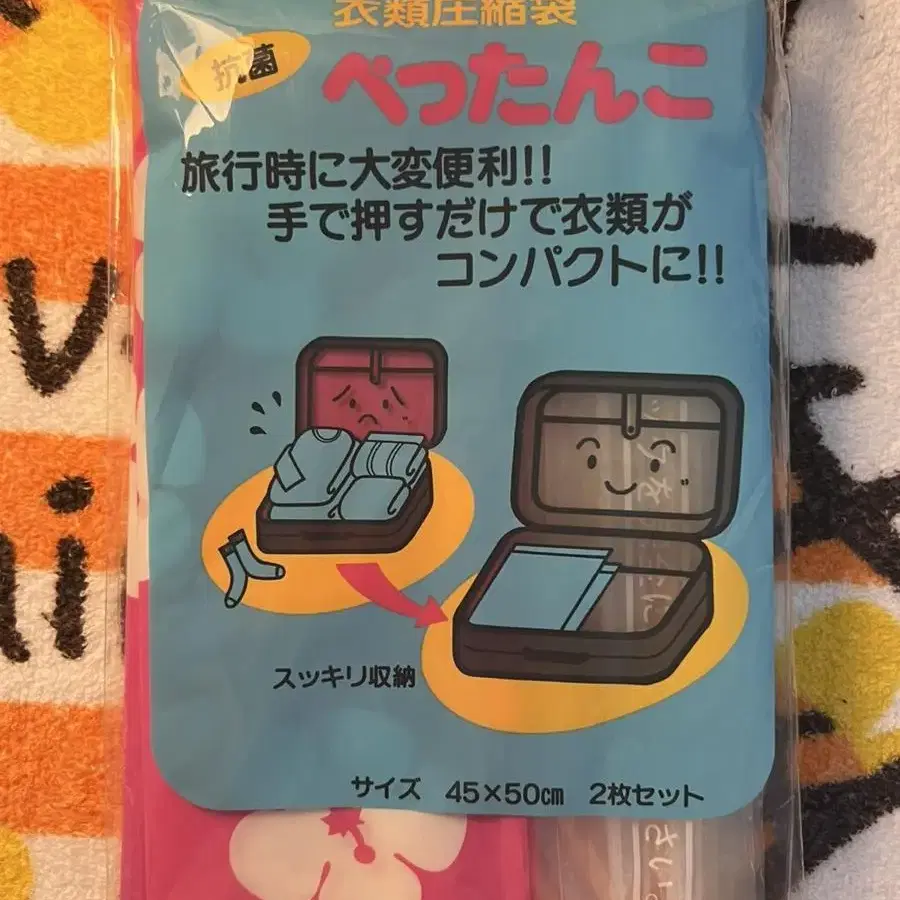 衣類圧縮袋
抗菌
ぺったんこ
旅行時に大変便利!!
手で押すだけで衣類が
コンパクトに!!
スッキリ収納
サイズ 45×50cm 2枚セット
さい。